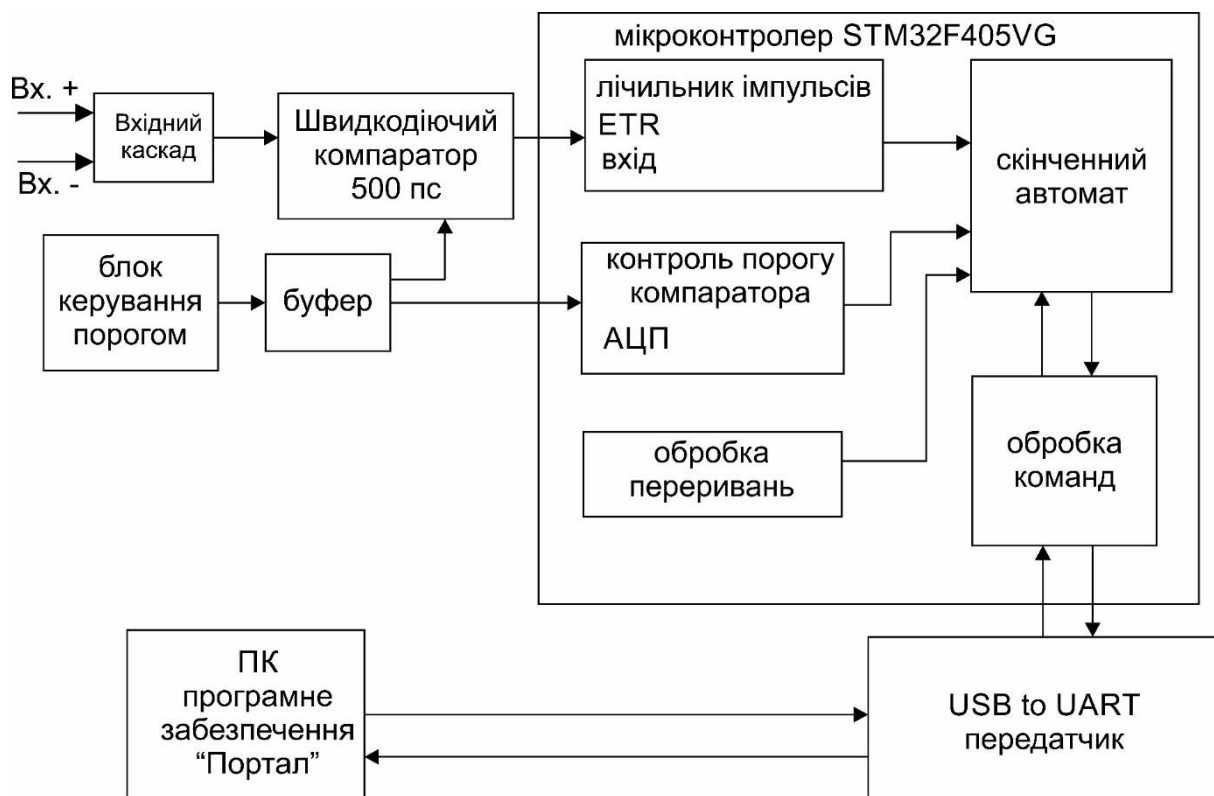 мікроконтролер STM32F405VG
Вх. +
Вх. -
Вхідний
каскад
Швидкодіючий
компаратор
500 пс
лічильник імпульсів
ETR
вхід
скінченний
автомат
блок
керування
порогом
буфер
контроль порогу
компаратора
АЦП
обробка
переривань
обробка
команд
ПК
програмне
забезпечення
“Портал”
USB to UART
передатчик